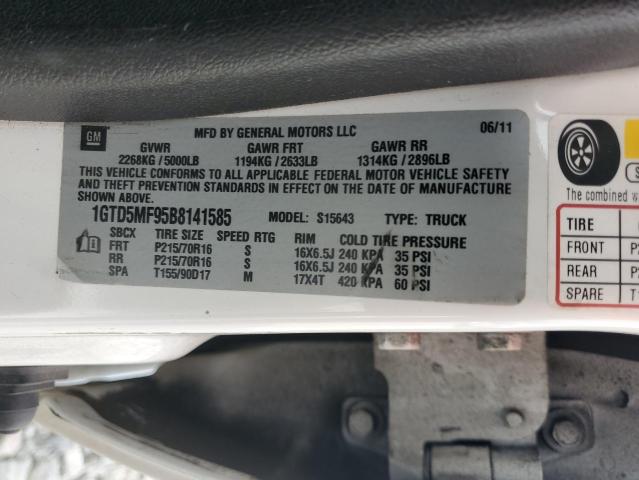 GM
MFD BY GENERAL MOTORS LLC 06/11
GVWR GAWR FRT GAWR RR
2268KG / 5000LB 1194KG / 2633LB 1314KG / 2896LB
THIS VEHICLE CONFORMS TO ALL APPLICABLE FEDERAL MOTOR VEHICLE SAFETY
AND THEFT PREVENTION STANDARDS IN EFFECT ON THE DATE OF MANUFACTURE
SHOWN ABOVE.
1GTD5MF95B8141585 MODEL: S15643 TYPE: TRUCK
SBCX TIRE SIZE SPEED RTG RIM COLD TIRE PRESSURE
FRT P215/70R16 S 16X6.5J 240 KPA 35 PSI
RR P215/70R16 S 16X6.5J 240 KPA 35 PSI
SPA T155/90D17 M 17X4T 420 KPA 60 PSI
The combined
TIRE
FRONT
REAR
SPARE